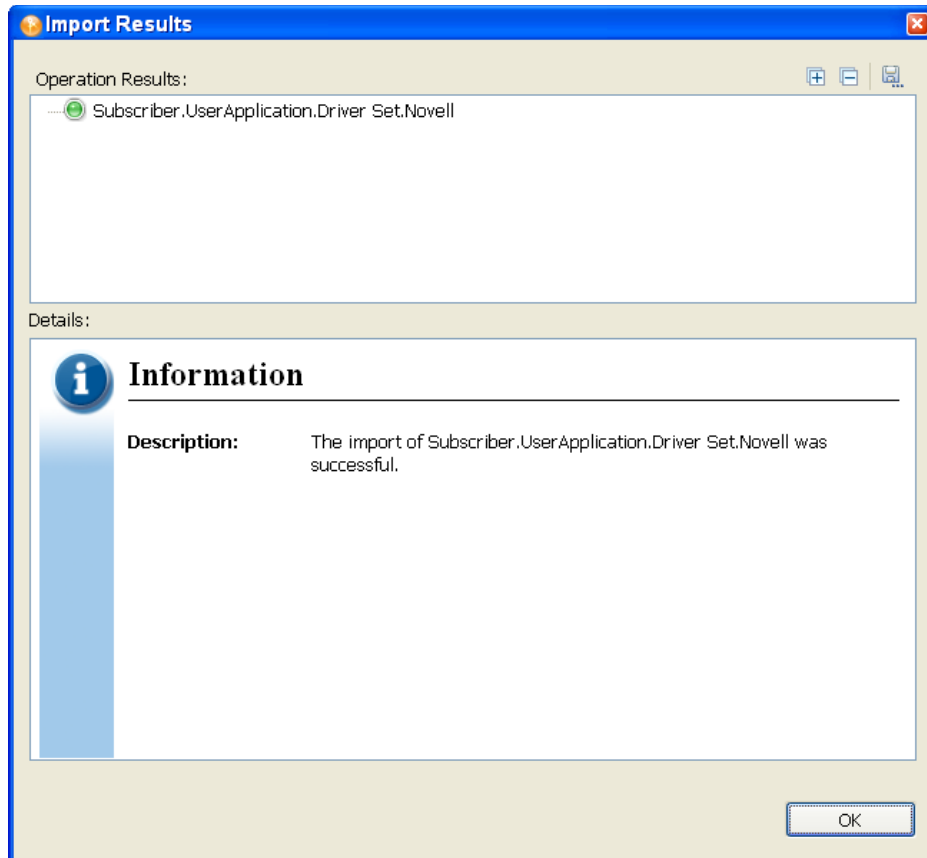 Import Results
Operation Results:
Subscriber.UserApplication.Driver Set.Novell
Details:
Information
Description: The import of Subscriber.UserApplication.Driver Set.Novell was
successful.
OK